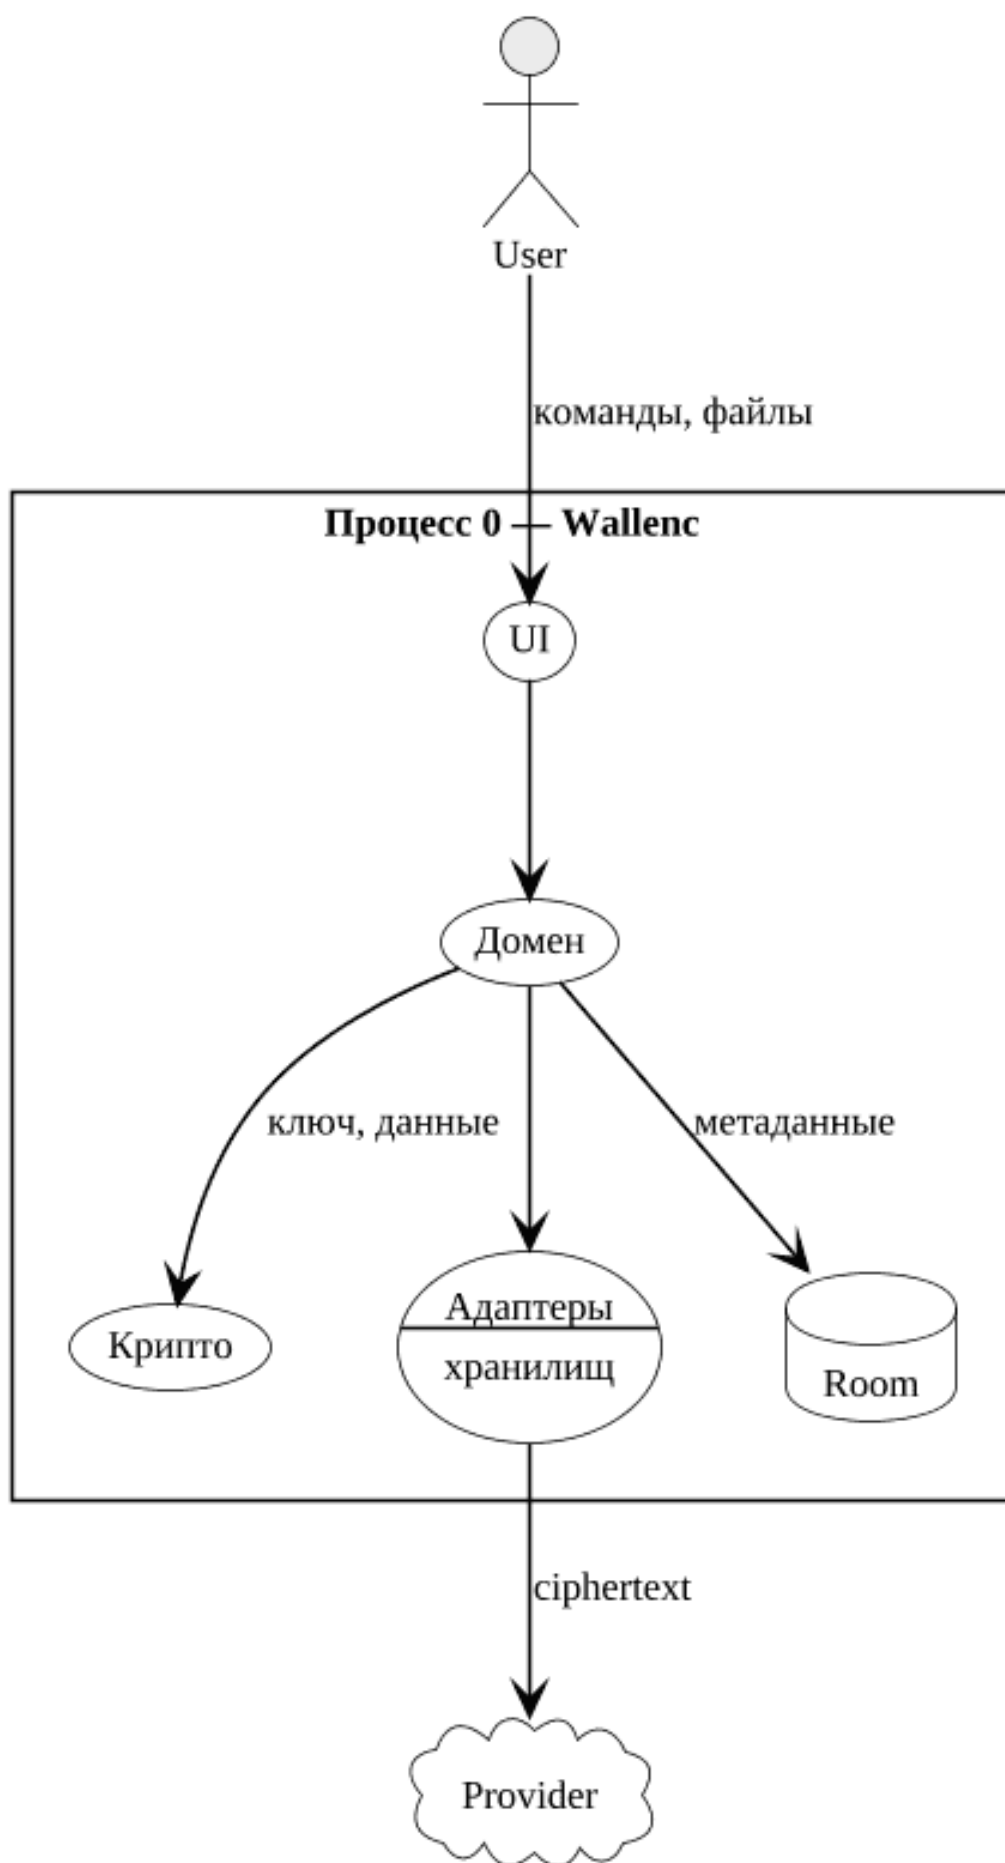 User
команды, файлы
Процесс 0 — Wallenc
UI
Домен
ключ, данные
метаданные
Крипто
Адаптеры
хранилищ
Room
ciphertext
Provider